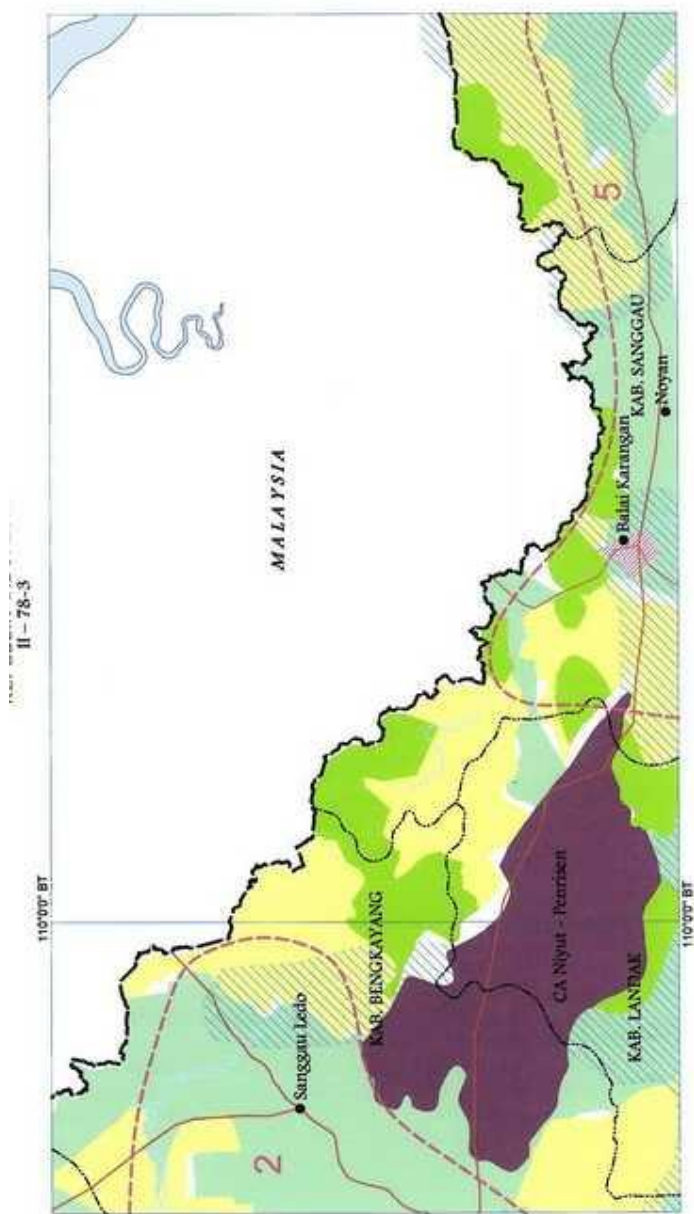 II – 78-3
110°0'0" BT
MALAYSIA
5
KAB. SANGGAU
Noyan
Balai Karangan
KAB. BENGKAYANG
Sanggau Ledo
2
CA Niyut - Penrisen
KAB. LANDAK
110°0'0" BT